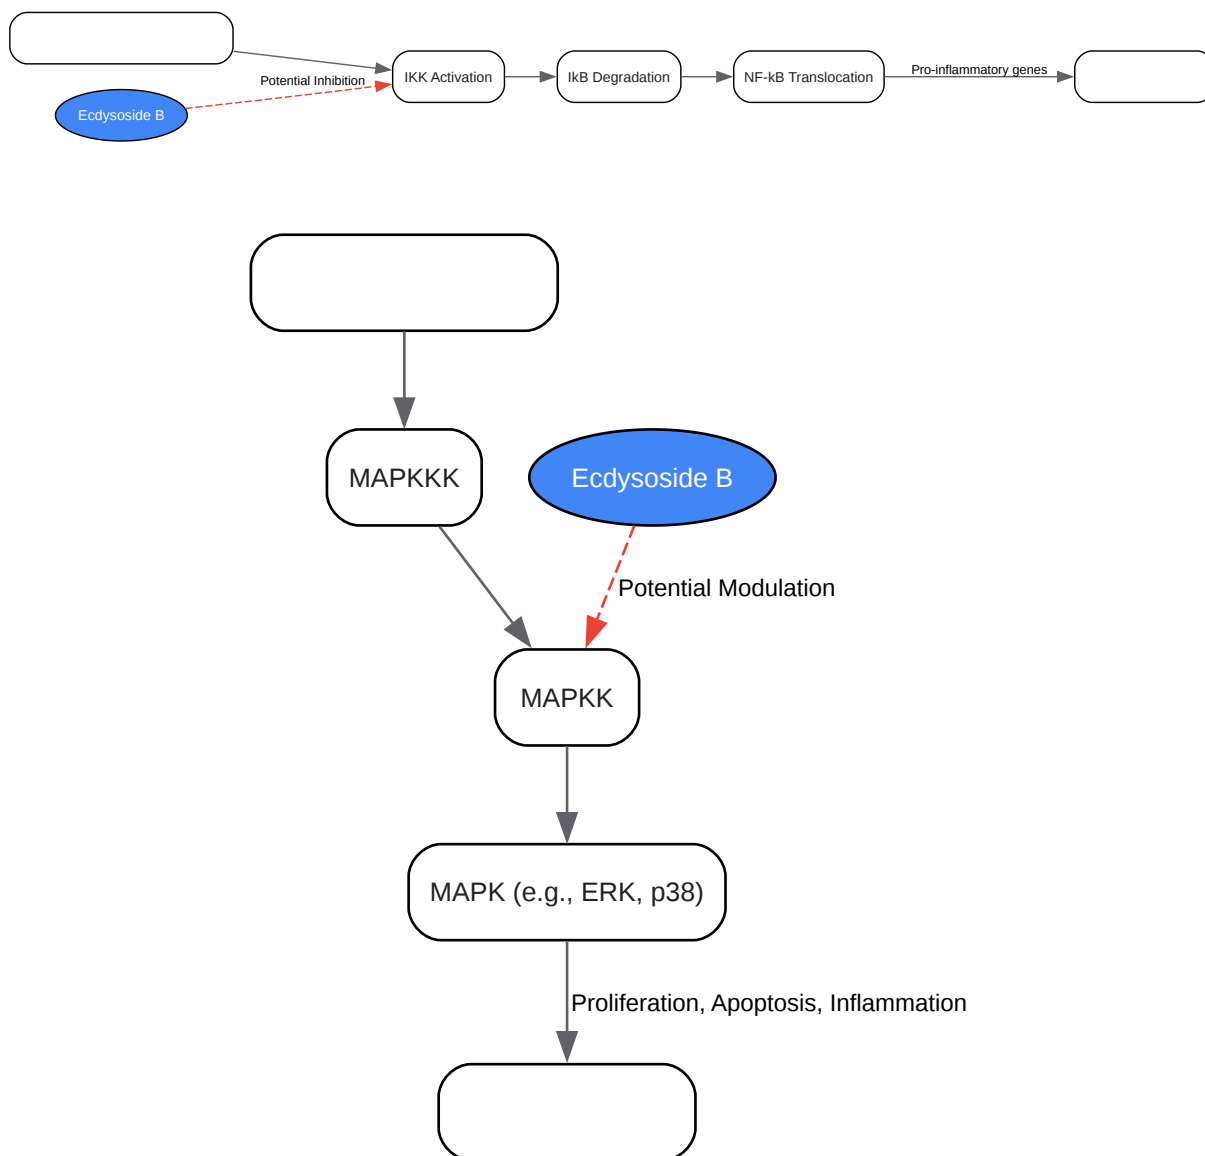 Potential Inhibition
IKK Activation
IkB Degradation
NF-kB Translocation
Pro-inflammatory genes
Ecdysoside B
MAPKKK
Ecdysoside B
Potential Modulation
MAPKK
MAPK (e.g., ERK, p38)
Proliferation, Apoptosis, Inflammation